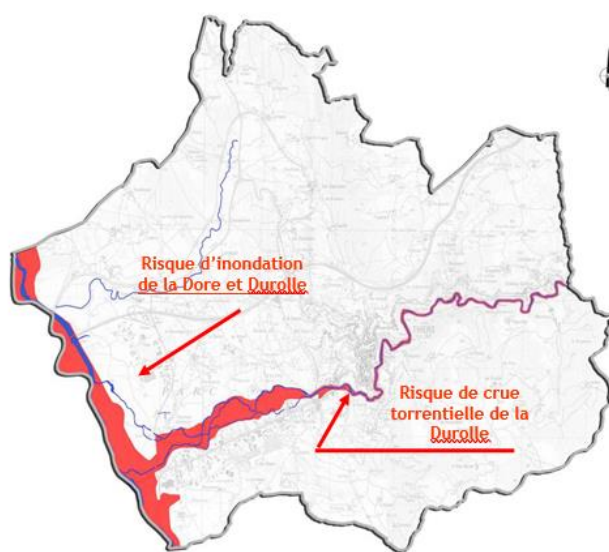 Risque d'inondation
de la Dore et Durolle
Risque de crue
torrentielle de la
Durolle